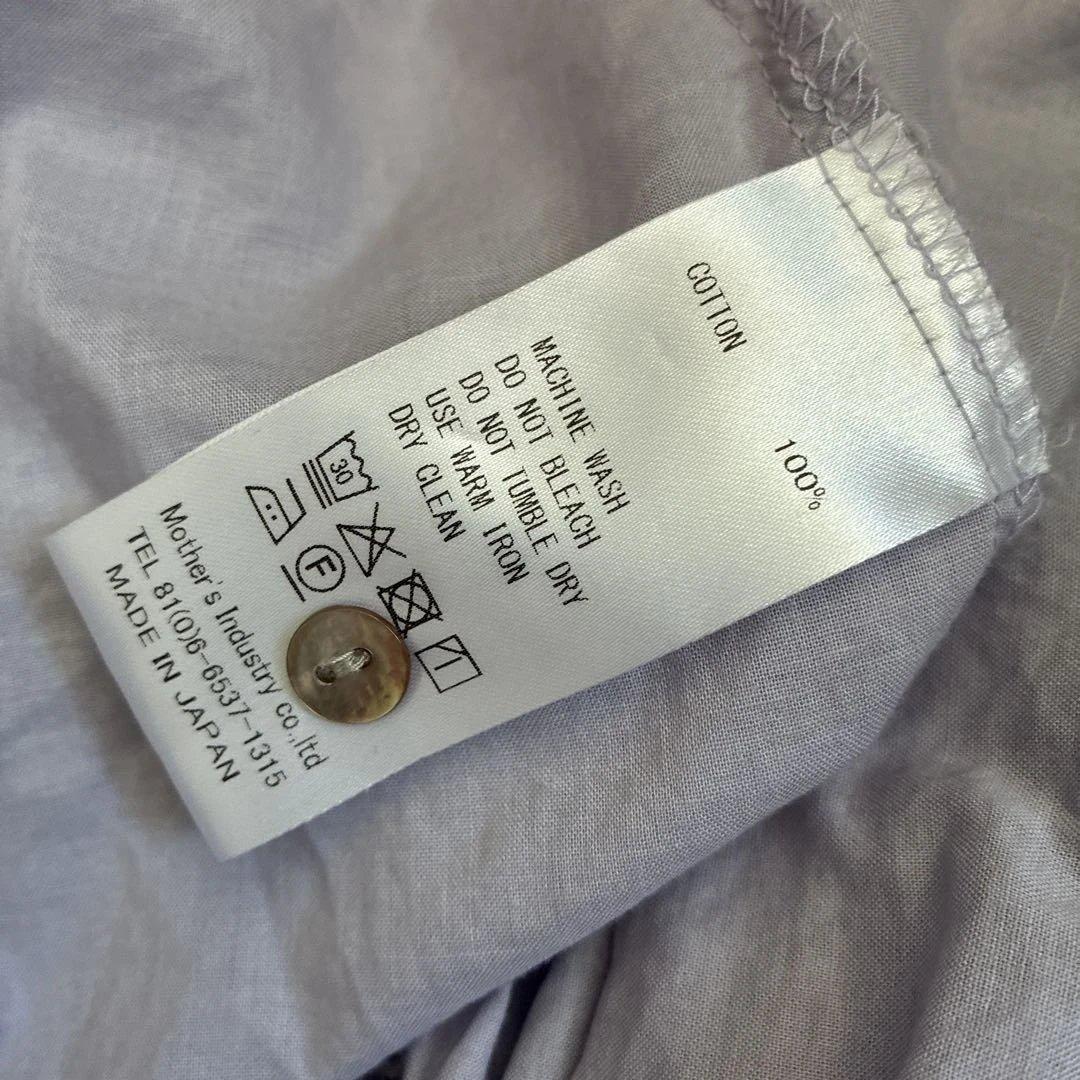 COTTON 100%
MACHINE WASH
DO NOT BLEACH
DO NOT TUMBLE DRY
USE WARM IRON
DRY CLEAN
30
F
Mother's Industry co.,ltd
TEL 81(0)6-6537-1315
MADE IN JAPAN